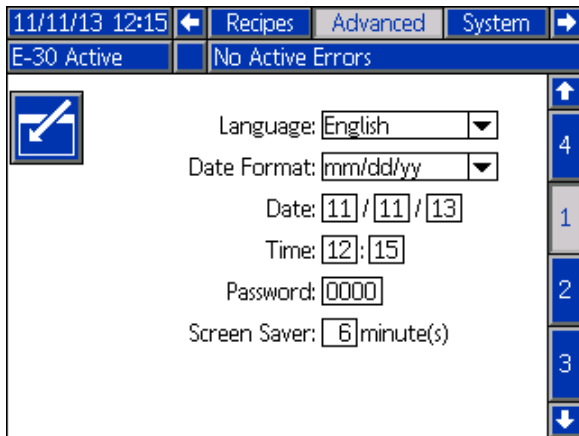 11/11/13 12:15 Recipes Advanced System
E-30 Active No Active Errors
Language: English
Date Format: mm/dd/yy
Date: 11 / 11 / 13
Time: 12 : 15
Password: 0000
Screen Saver: 6 minute(s)
4
1
2
3